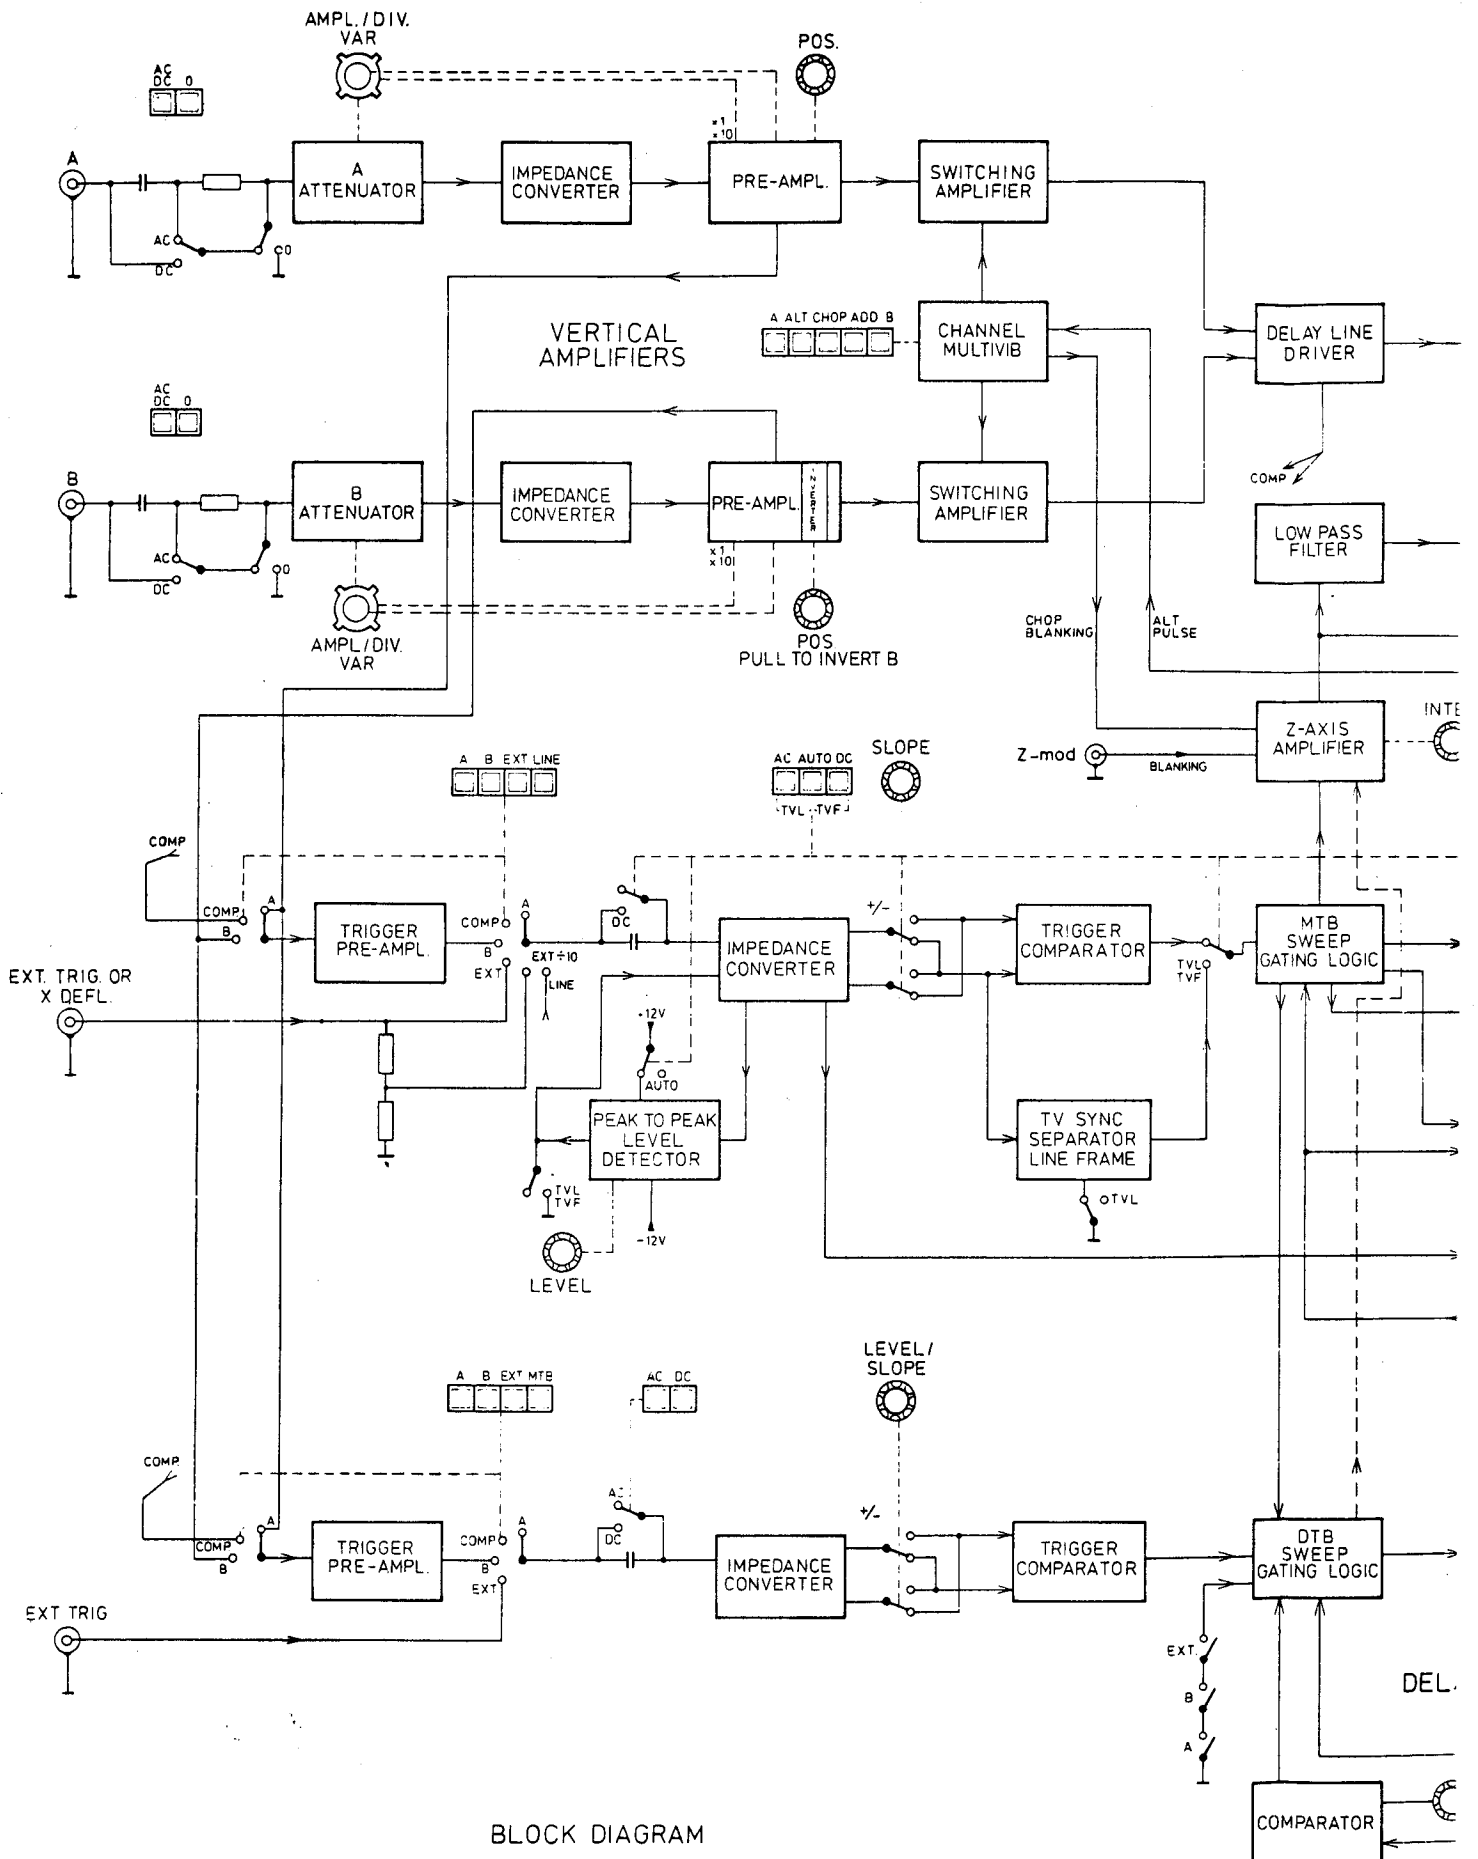 AMPL./DIV.
VAR
POS.
AC
DC 0
x1
x10
A
A
ATTENUATOR
IMPEDANCE
CONVERTER
PRE-AMPL.
SWITCHING
AMPLIFIER
AC
DC
0
VERTICAL
AMPLIFIERS
A ALT CHOP ADD B
CHANNEL
MULTIVIB
DELAY LINE
DRIVER
AC
DC 0
COMP
B
B
ATTENUATOR
IMPEDANCE
CONVERTER
PRE-AMPL.
INVERTER
SWITCHING
AMPLIFIER
LOW PASS
FILTER
AC
DC
0
x1
x10
AMPL/DIV.
VAR
POS
PULL TO INVERT B
CHOP
BLANKING
ALT
PULSE
Z-AXIS
AMPLIFIER
INTE
Z-mod
BLANKING
A B EXT LINE
AC AUTO DC
TVL TVF
SLOPE
COMP
COMP.
B
A
TRIGGER
PRE-AMPL.
COMP
B
EXT
A
EXT÷10
LINE
DC
IMPEDANCE
CONVERTER
+/-
TRIGGER
COMPARATOR
TVL
TVF
MTB
SWEEP
GATING LOGIC
EXT. TRIG. OR
X DEFL.
+12V
AUTO
PEAK TO PEAK
LEVEL
DETECTOR
TV SYNC
SEPARATOR
LINE FRAME
TVL
TVF
-12V
TVL
LEVEL
LEVEL/
SLOPE
A B EXT MTB
AC DC
COMP.
COMP
B
A
TRIGGER
PRE-AMPL.
COMP
B
EXT
A
AC
DC
IMPEDANCE
CONVERTER
+/-
TRIGGER
COMPARATOR
DTB
SWEEP
GATING LOGIC
EXT TRIG
EXT.
B
A
DEL.
COMPARATOR
BLOCK DIAGRAM